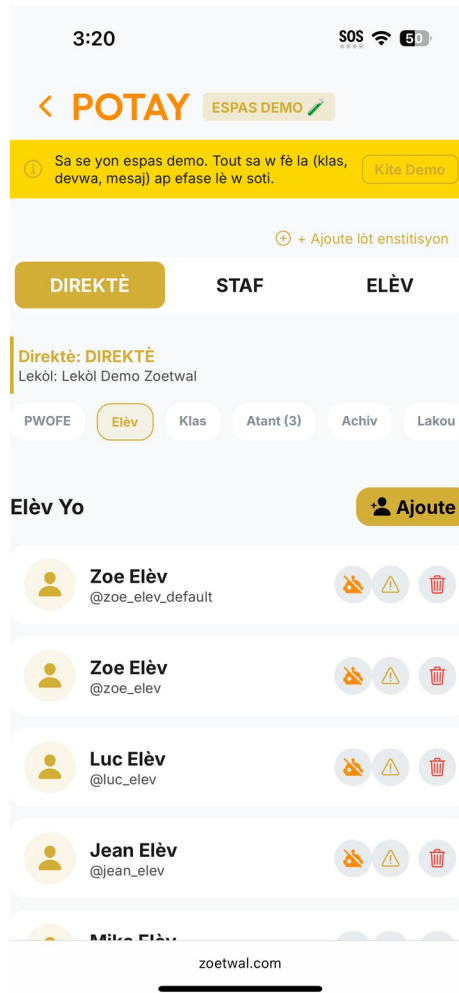 3:20
SOS
50
POTAY
ESPAS DEMO
Sa se yon espas demo. Tout sa w fè la (klas,
devwa, mesaj) ap efase lè w soti.
Kite Demo
+ Ajoute lòt enstitisyon
DIREKTÈ
STAF
ELÈV
Direktè: DIREKTÈ
Lekòl: Lekòl Demo Zoetwal
PWOFE
Elèv
Klas
Atant (3)
Achiv
Lakou
Elèv Yo
Ajoute
Zoe Elèv
@zoe_elev_default
Zoe Elèv
@zoe_elev
Luc Elèv
@luc_elev
Jean Elèv
@jean_elev
Mike Elèv
zoetwal.com